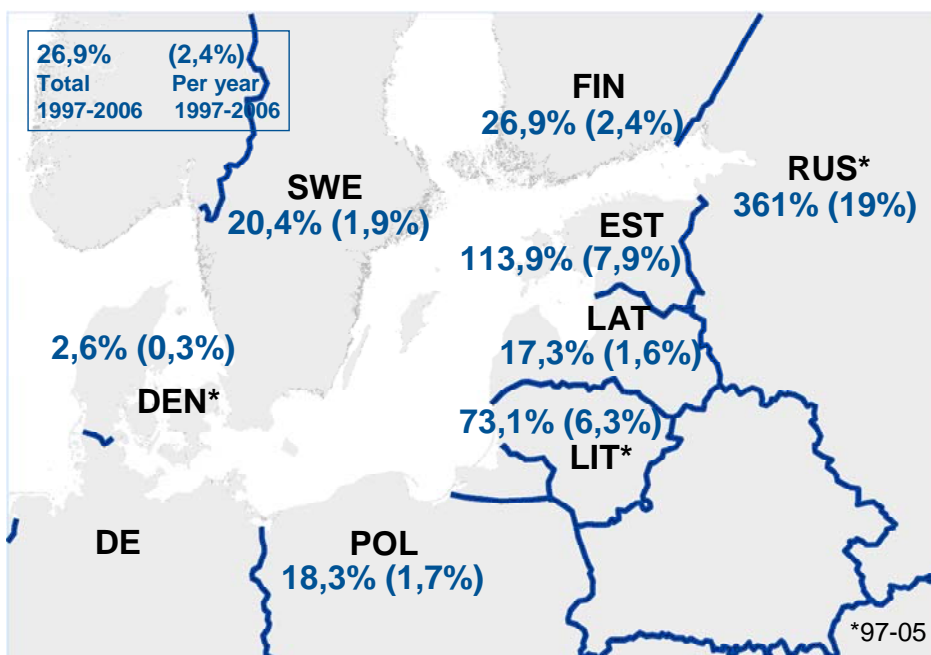 26,9% (2,4%)
Total Per year
1997-2006 1997-2006
FIN
26,9% (2,4%)
RUS*
361% (19%)
SWE
20,4% (1,9%)
EST
113,9% (7,9%)
LAT
17,3% (1,6%)
2,6% (0,3%)
DEN*
73,1% (6,3%)
LIT*
DE
POL
18,3% (1,7%)
*97-05